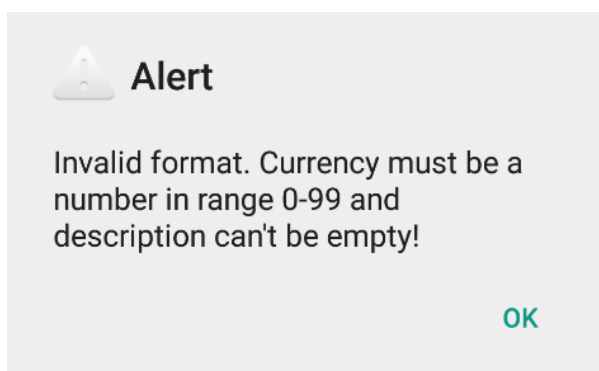 Alert
Invalid format. Currency must be a
number in range 0-99 and
description can't be empty!
OK